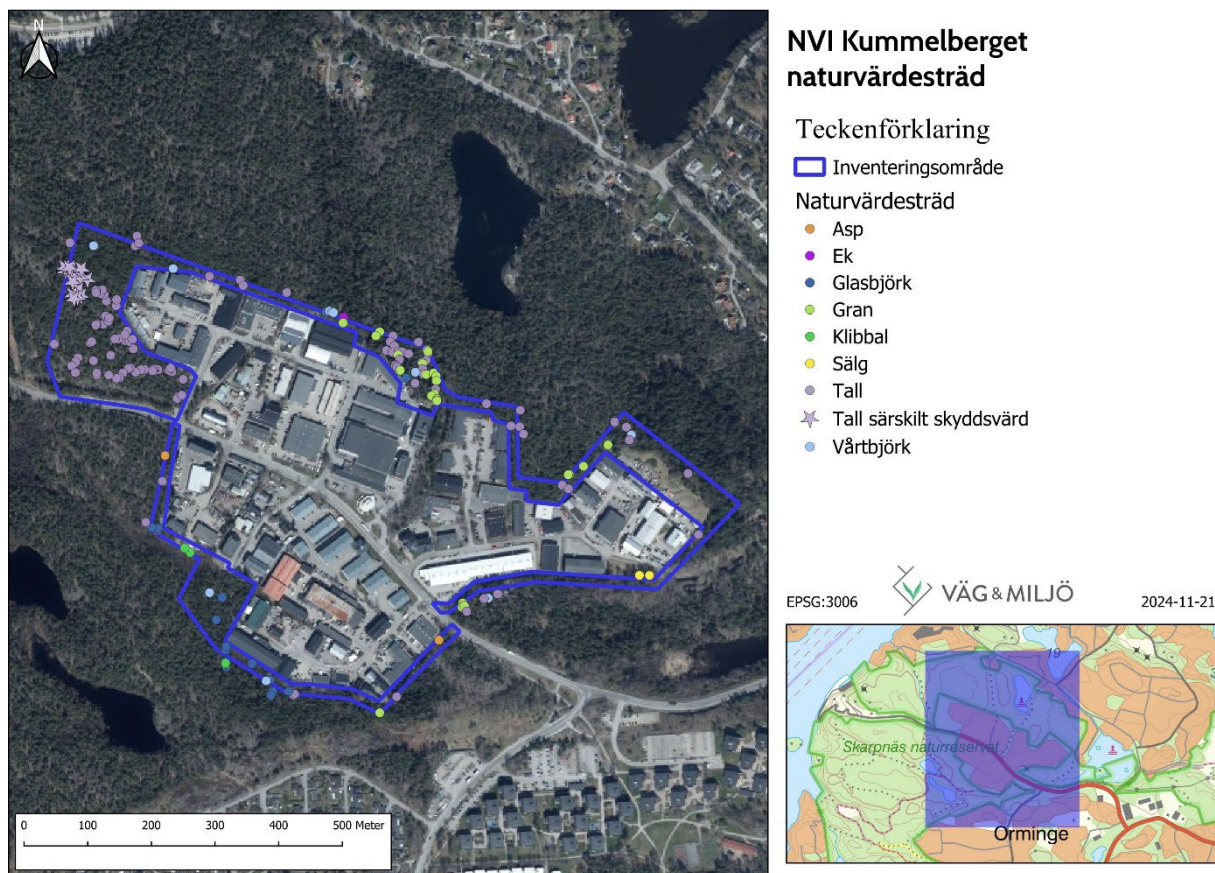 N
0 100 200 300 400 500 Meter
NVI Kummelberget
naturvärdesträd
Teckenförklaring
Inventeringsområde
Naturvärdesträd
Asp
Ek
Glasbjörk
Gran
Klibbal
Sälg
Tall
Tall särskilt skyddsvärd
Vårtbjörk
EPSG:3006
VÄG & MILJÖ
2024-11-21
19
Skarpnäs naturreservat
Orminge